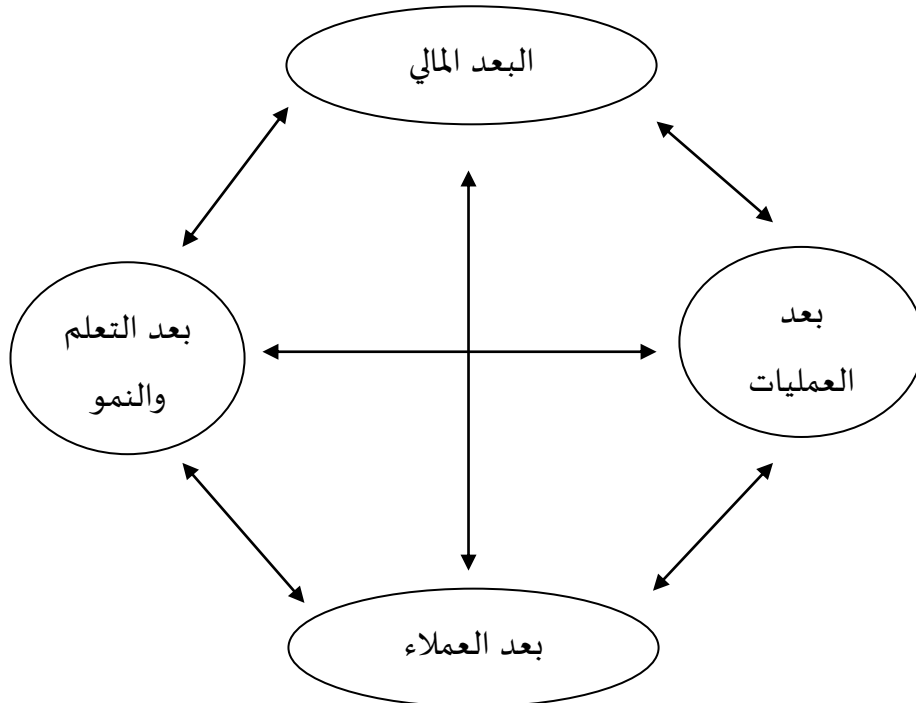 البعد المالي
بعد
العمليات
بعد التعلم
والنمو
بعد العملاء